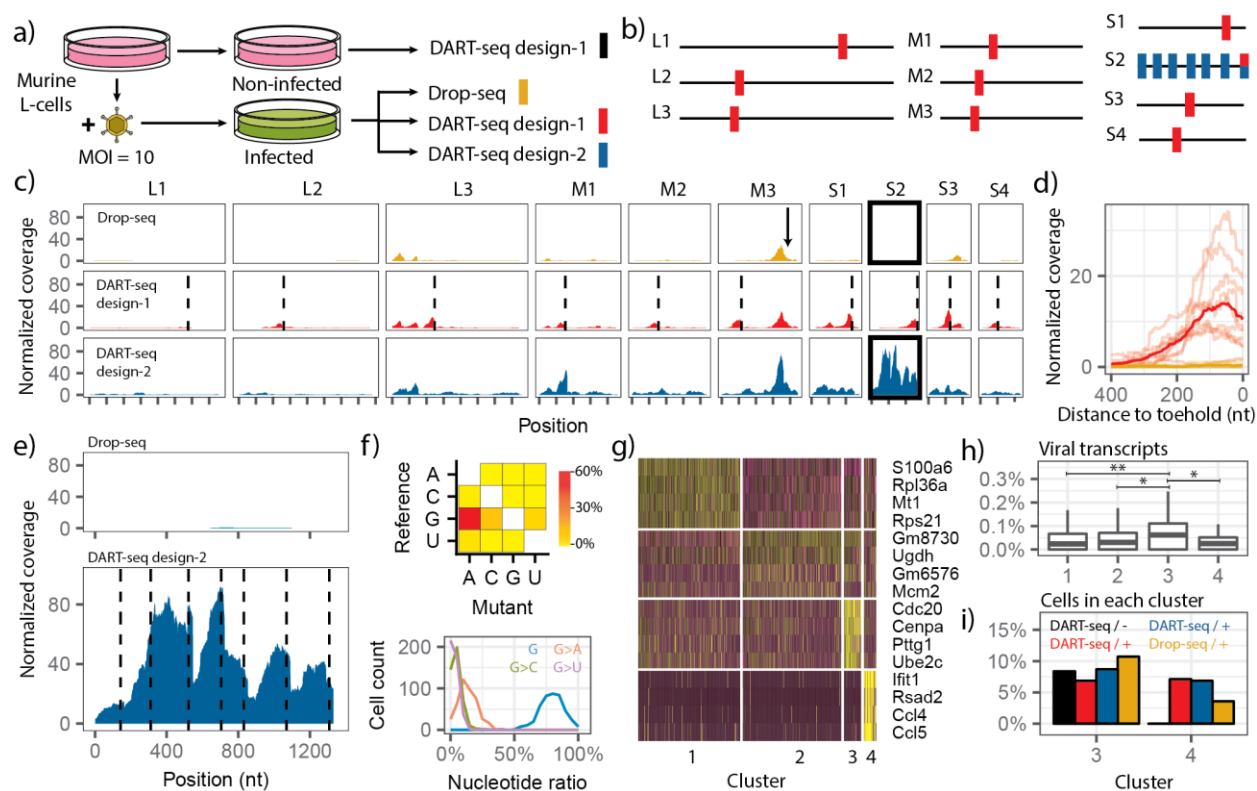 a)
Murine
L-cells
+
MOI = 10
Non-infected
Infected
DART-seq design-1
Drop-seq
DART-seq design-1
DART-seq design-2
b)
L1
L2
L3
M1
M2
M3
S1
S2
S3
S4
c)
L1 L2 L3 M1 M2 M3 S1 S2 S3 S4
Normalized coverage
Drop-seq
80
40
0
DART-seq
design-1
80
40
0
DART-seq
design-2
80
40
0
Position
d)
Normalized coverage
20
0
400 200 0
Distance to toehold (nt)
e)
Normalized coverage
Drop-seq
80
40
0
DART-seq design-2
80
40
0
0 400 800 1200
Position (nt)
f)
Reference
A
C
G
U
A C G U
Mutant
60%
30%
0%
Cell count
200
100
0
G G>A
G>C G>U
0% 50% 100%
Nucleotide ratio
g)
S100a6
Rpl36a
Mt1
Rps21
Gm8730
Ugdh
Gm6576
Mcm2
Cdc20
Cenpa
Pttg1
Ube2c
Ifit1
Rsad2
Ccl4
Ccl5
1 2 3 4
Cluster
h)
Viral transcripts
0.3%
0.2%
0.1%
0.0%
**
* *
1 2 3 4
i)
Cells in each cluster
DART-seq / - DART-seq / +
DART-seq / + Drop-seq / +
15%
10%
5%
0%
3 4
Cluster